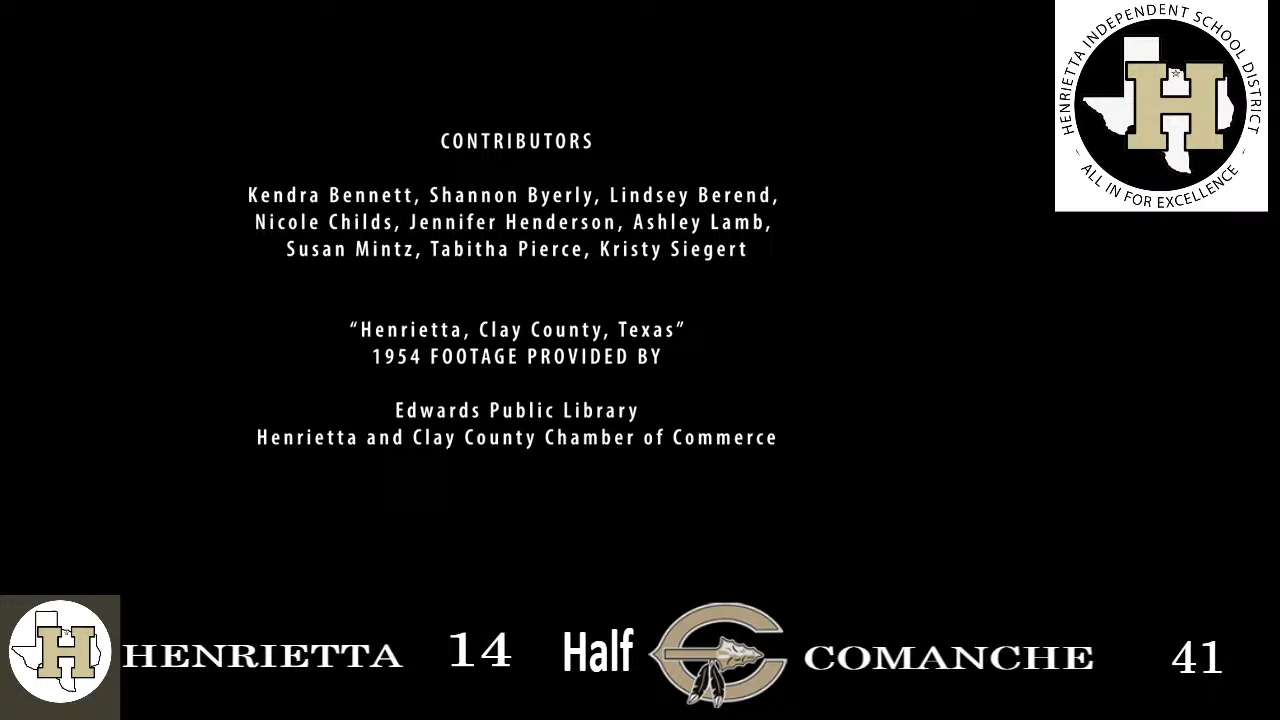 HENRIETTA INDEPENDENT SCHOOL DISTRICT
H
- ALL IN FOR EXCELLENCE -
CONTRIBUTORS
Kendra Bennett, Shannon Byerly, Lindsey Berend,
Nicole Childs, Jennifer Henderson, Ashley Lamb,
Susan Mintz, Tabitha Pierce, Kristy Siegert
“Henrietta, Clay County, Texas”
1954 FOOTAGE PROVIDED BY
Edwards Public Library
Henrietta and Clay County Chamber of Commerce
H HENRIETTA 14 Half C COMANCHE 41